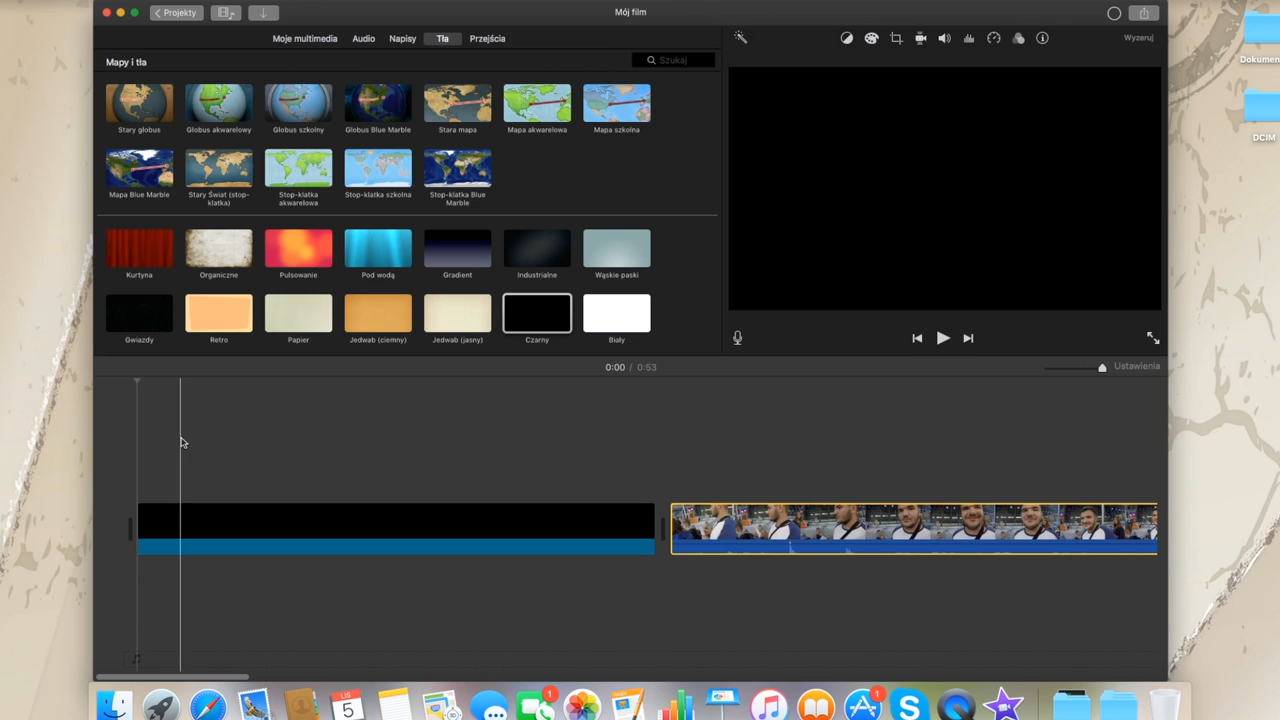 Projekty
Mój film
Moje multimedia Audio Napisy Tła Przejścia
Wyzeruj
Mapy i tła
Szukaj
Stary globus Globus akwarelowy Globus szkolny Globus Blue Marble Stara mapa Mapa akwarelowa Mapa szkolna
Mapa Blue Marble Stary Świat (stop-klatka) Stop-klatka akwarelowa Stop-klatka szkolna Stop-klatka Blue Marble
Kurtyna Organiczne Pulsowanie Pod wodą Gradient Industrialne Wąskie paski
Gwiazdy Retro Papier Jedwab (ciemny) Jedwab (jasny) Czarny Biały
0:00 / 0:53
Ustawienia
Dokumen
DCIM
LIS
5
1
1